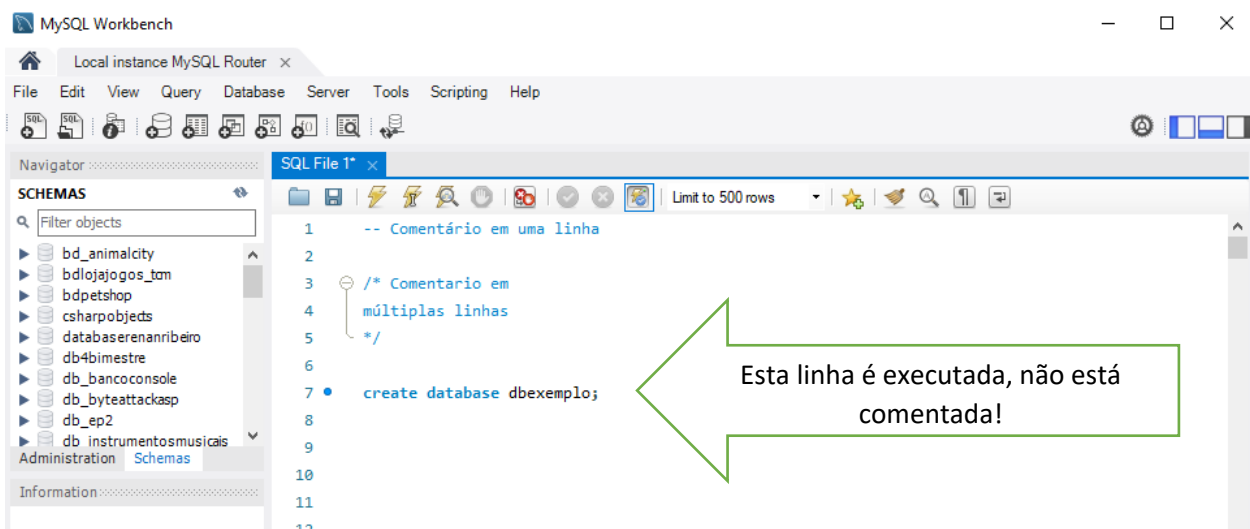 MySQL Workbench
Local instance MySQL Router
File Edit View Query Database Server Tools Scripting Help
Navigator
SQL File 1*
SCHEMAS
Limit to 500 rows
Filter objects
bd_animalcity
bdlojajogos_tcm
bdpetshop
csharpobjects
databaserenanribeiro
db4bimestre
db_bancoconsole
db_byteattackasp
db_ep2
db_instrumentosmusicais
Administration Schemas
Information
1 -- Comentário em uma linha
2
3 /* Comentario em
4 múltiplas linhas
5 */
6
7 create database dbexemplo;
8
9
10
11
12
Esta linha é executada, não está
comentada!